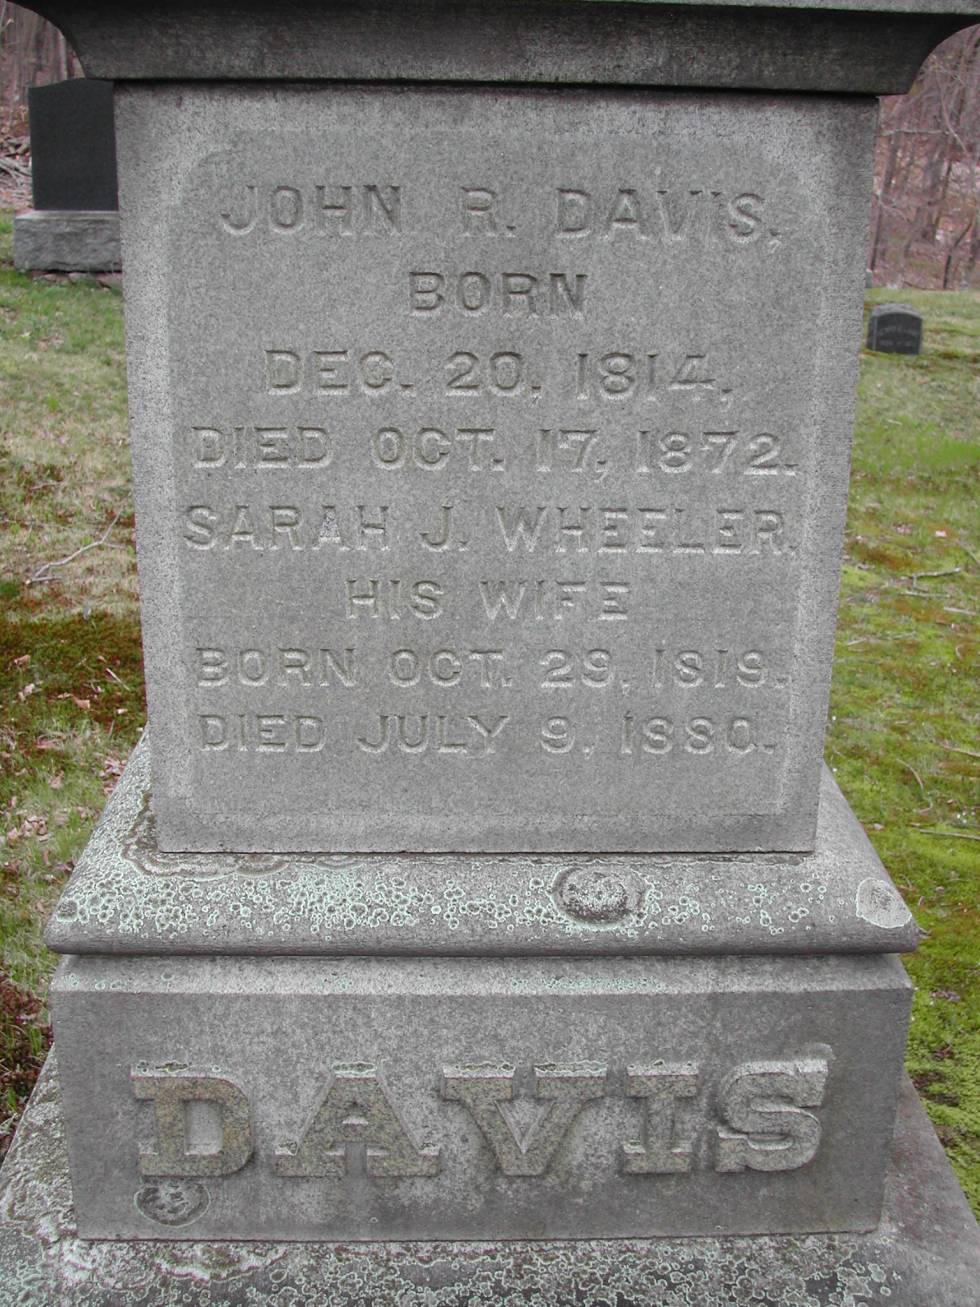 JOHN R. DAVIS,
BORN
DEC. 20, 1814,
DIED OCT. 17, 1872.
SARAH J. WHEELER.
HIS WIFE
BORN OCT. 29, 1819.
DIED JULY 9, 1880.
DAVIS